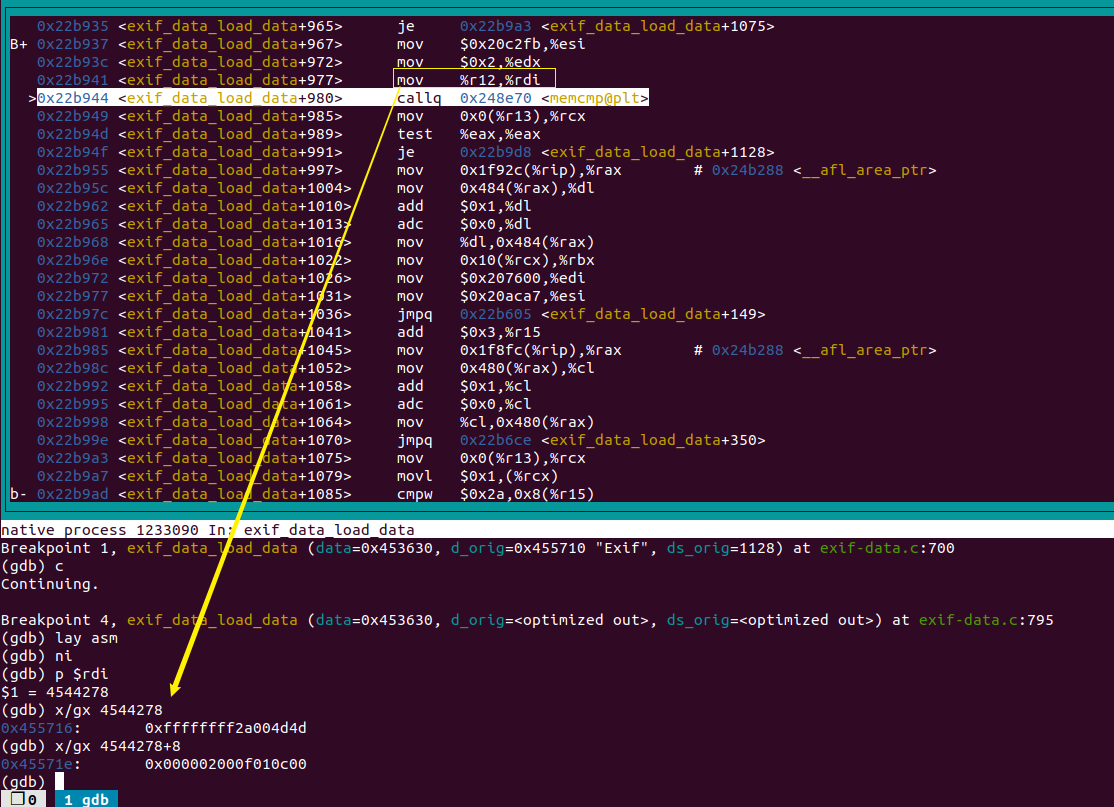 0x22b935 <exif_data_load_data+965> je 0x22b9a3 <exif_data_load_data+1075>
B+ 0x22b937 <exif_data_load_data+967> mov $0x20c2fb,%esi
0x22b93c <exif_data_load_data+972> mov $0x2,%edx
0x22b941 <exif_data_load_data+977> mov %r12,%rdi
>0x22b944 <exif_data_load_data+980> callq 0x248e70 <memcmp@plt>
0x22b949 <exif_data_load_data+985> mov 0x0(%r13),%rcx
0x22b94d <exif_data_load_data+989> test %eax,%eax
0x22b94f <exif_data_load_data+991> je 0x22b9d8 <exif_data_load_data+1128>
0x22b955 <exif_data_load_data+997> mov 0x1f92c(%rip),%rax # 0x24b288 <__afl_area_ptr>
0x22b95c <exif_data_load_data+1004> mov 0x484(%rax),%dl
0x22b962 <exif_data_load_data+1010> add $0x1,%dl
0x22b965 <exif_data_load_data+1013> adc $0x0,%dl
0x22b968 <exif_data_load_data+1016> mov %dl,0x484(%rax)
0x22b96e <exif_data_load_data+1022> mov 0x10(%rcx),%rbx
0x22b972 <exif_data_load_data+1026> mov $0x207600,%edi
0x22b977 <exif_data_load_data+1031> mov $0x20aca7,%esi
0x22b97c <exif_data_load_data+1036> jmpq 0x22b605 <exif_data_load_data+149>
0x22b981 <exif_data_load_data+1041> add $0x3,%r15
0x22b985 <exif_data_load_data+1045> mov 0x1f8fc(%rip),%rax # 0x24b288 <__afl_area_ptr>
0x22b98c <exif_data_load_data+1052> mov 0x480(%rax),%cl
0x22b992 <exif_data_load_data+1058> add $0x1,%cl
0x22b995 <exif_data_load_data+1061> adc $0x0,%cl
0x22b998 <exif_data_load_data+1064> mov %cl,0x480(%rax)
0x22b99e <exif_data_load_data+1070> jmpq 0x22b6ce <exif_data_load_data+350>
0x22b9a3 <exif_data_load_data+1075> mov 0x0(%r13),%rcx
0x22b9a7 <exif_data_load_data+1079> movl $0x1,(%rcx)
b- 0x22b9ad <exif_data_load_data+1085> cmpw $0x2a,0x8(%r15)
native process 1233090 In: exif_data_load_data
Breakpoint 1, exif_data_load_data (data=0x453630, d_orig=0x455710 "Exif", ds_orig=1128) at exif-data.c:700
(gdb) c
Continuing.
Breakpoint 4, exif_data_load_data (data=0x453630, d_orig=<optimized out>, ds_orig=<optimized out>) at exif-data.c:795
(gdb) lay asm
(gdb) ni
(gdb) p $rdi
$1 = 4544278
(gdb) x/gx 4544278
0x455716: 0xffffffff2a004d4d
(gdb) x/gx 4544278+8
0x45571e: 0x000002000f010c00
(gdb)
0 1 gdb